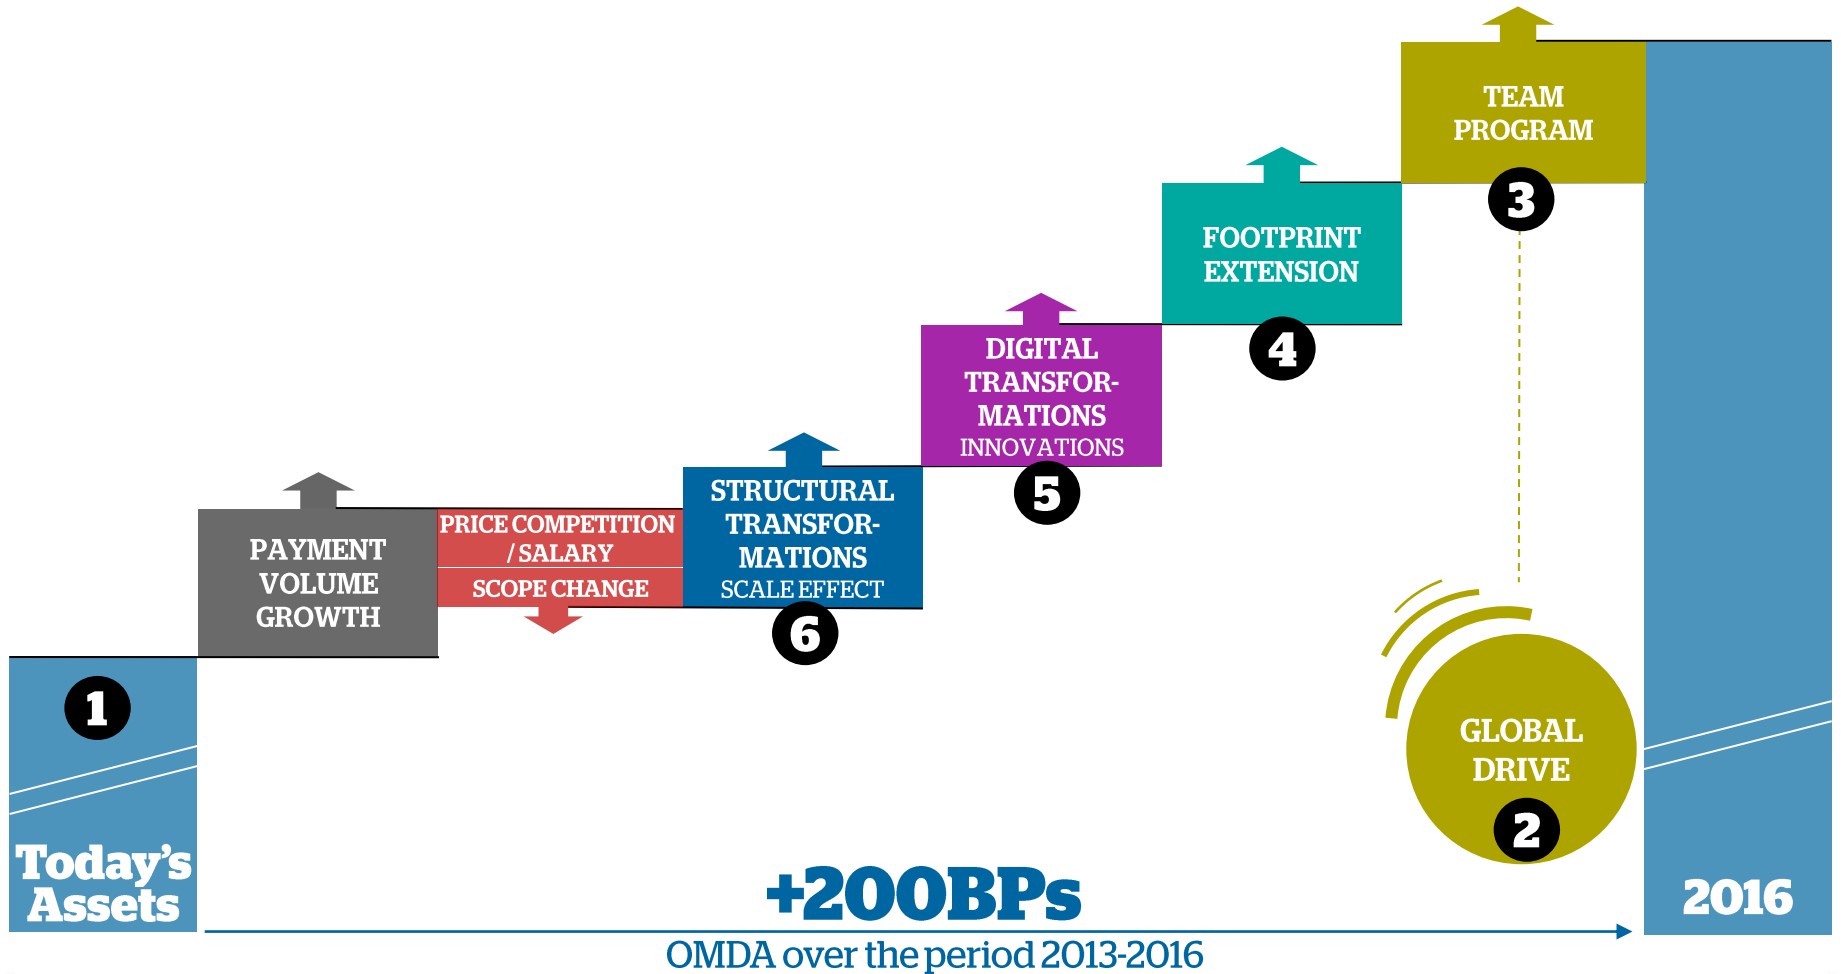 TEAM
PROGRAM
3
FOOTPRINT
EXTENSION
4
DIGITAL
TRANSFOR-
MATIONS
INNOVATIONS
5
STRUCTURAL
TRANSFOR-
MATIONS
SCALE EFFECT
6
PRICE COMPETITION
/ SALARY
SCOPE CHANGE
PAYMENT
VOLUME
GROWTH
1
Today's
Assets
GLOBAL
DRIVE
2
2016
+200BPs
OMDA over the period 2013-2016